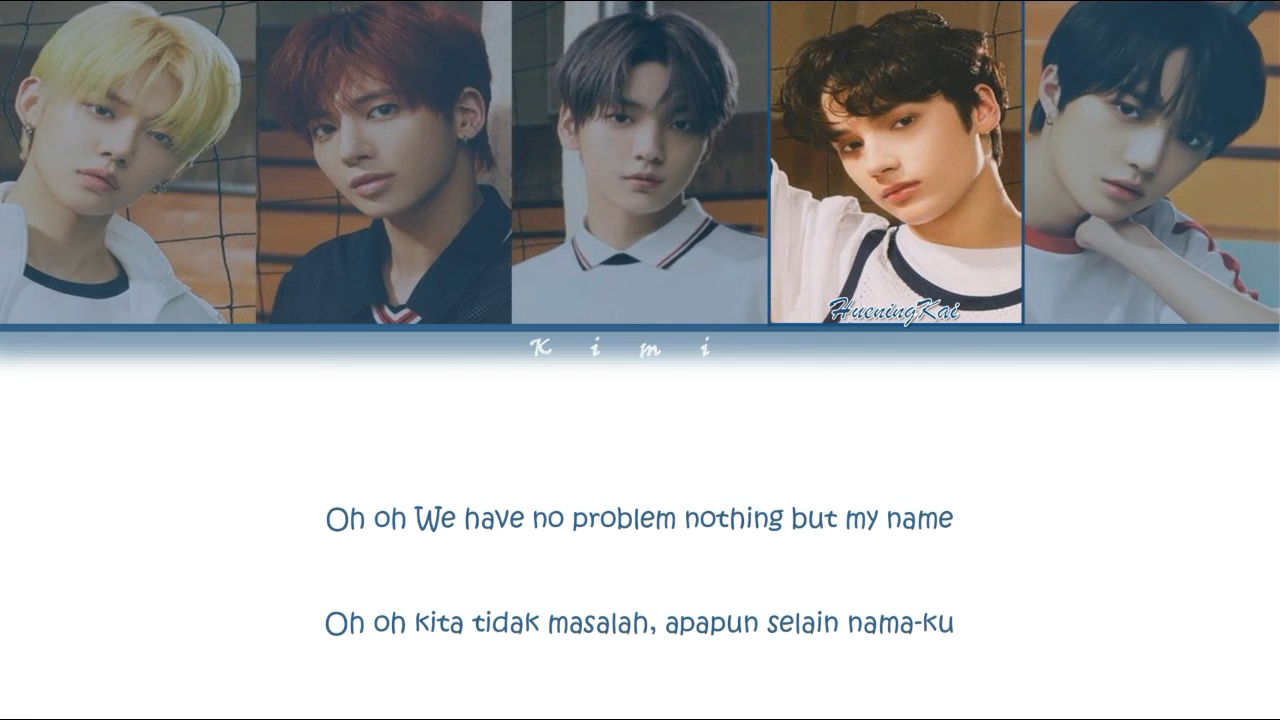 HueningKai
Kimi
Oh oh We have no problem nothing but my name
Oh oh kita tidak masalah, apapun selain nama-ku